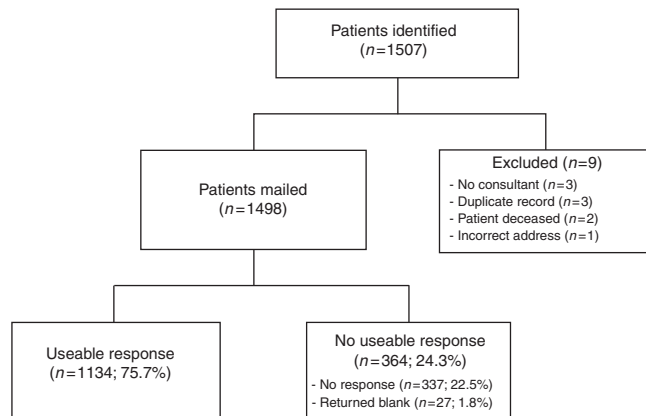 Patients identified
(n=1507)
Patients mailed
(n=1498)
Excluded (n=9)
- No consultant (n=3)
- Duplicate record (n=3)
- Patient deceased (n=2)
- Incorrect address (n=1)
Useable response
(n=1134; 75.7%)
No useable response
(n=364; 24.3%)
- No response (n=337; 22.5%)
- Returned blank (n=27; 1.8%)